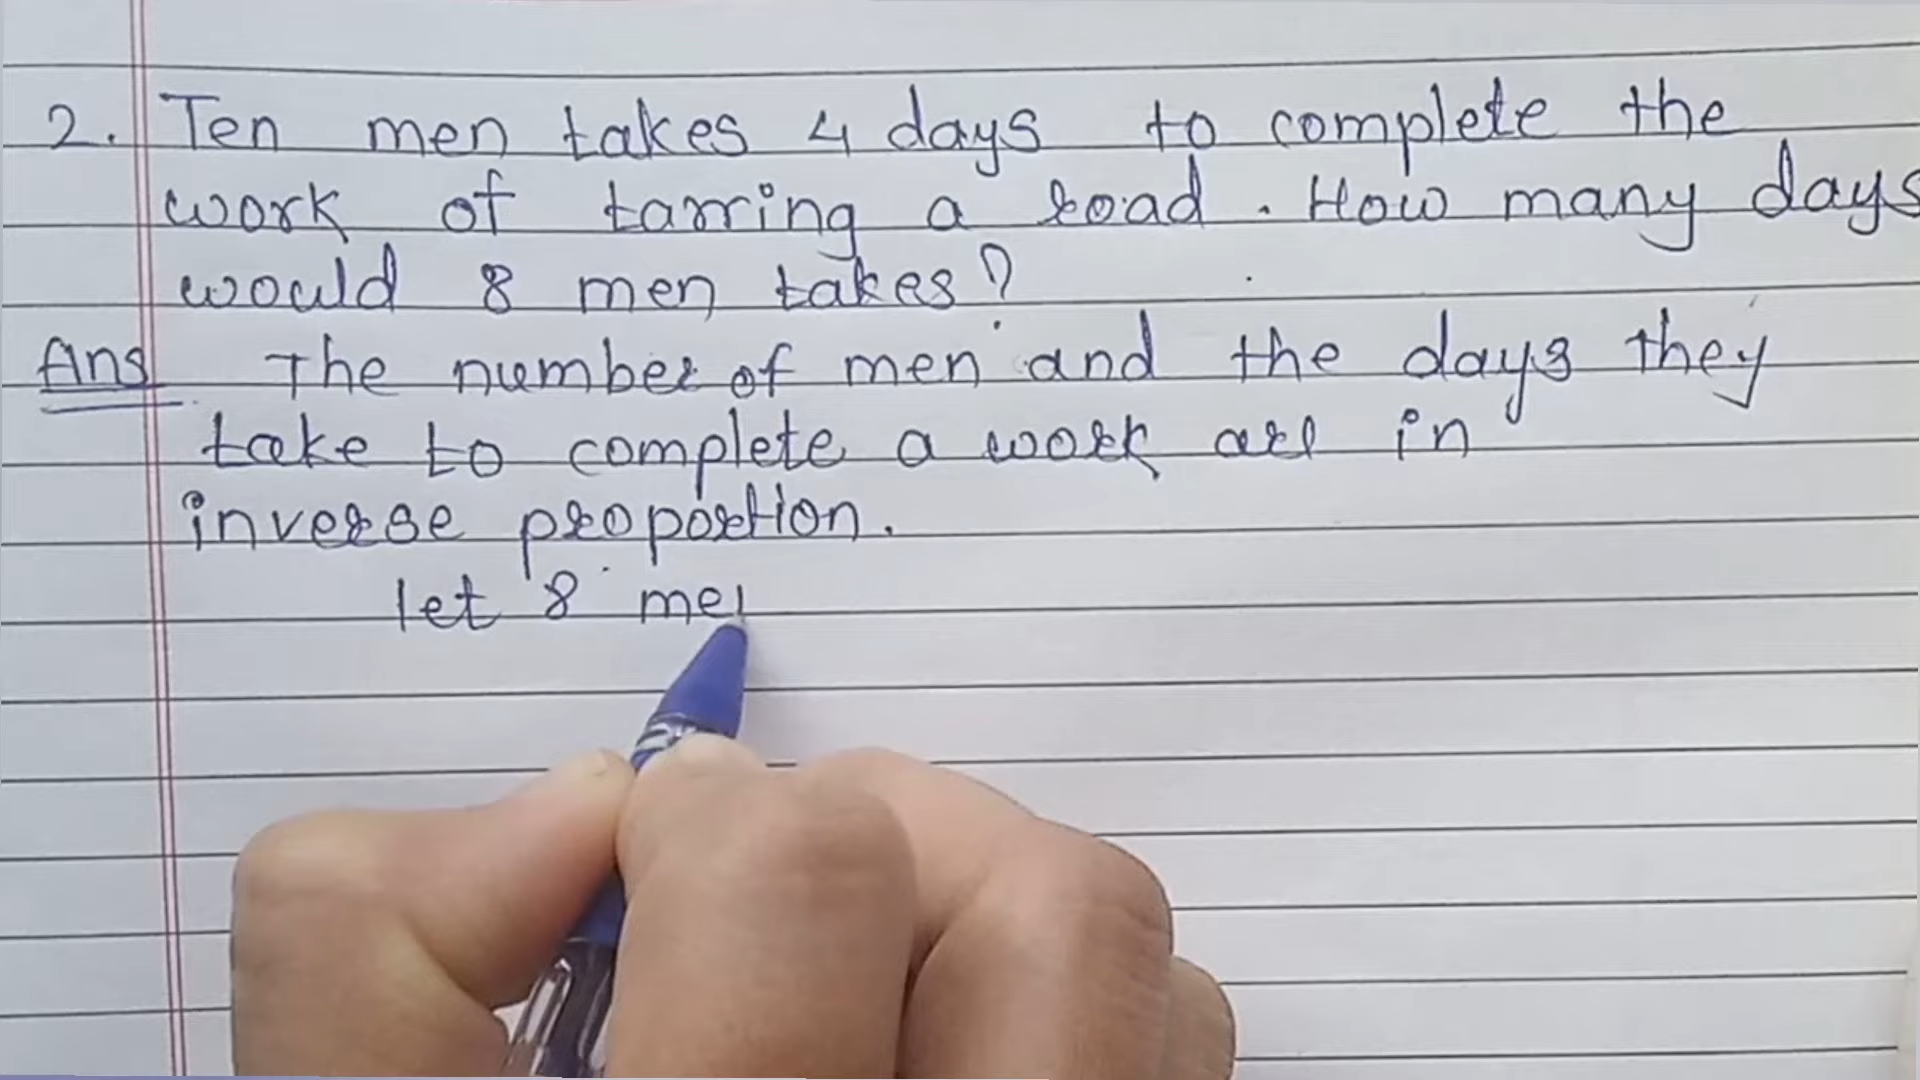 2. Ten men takes 4 days to complete the
work of tarring a road. How many days
would 8 men takes?
Ans The number of men and the days they
take to complete a work are in
inverse proportion.
let 8 me